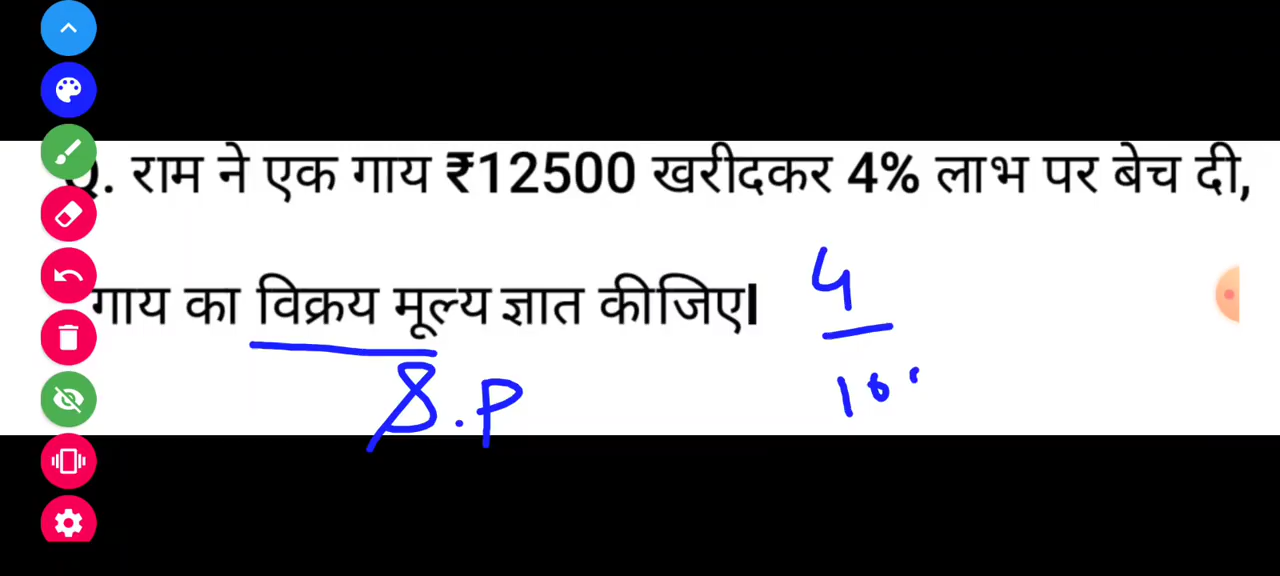 Q. राम ने एक गाय ₹12500 खरीदकर 4% लाभ पर बेच दी,
गाय का विक्रय मूल्य ज्ञात कीजिए।
4
100
S.P